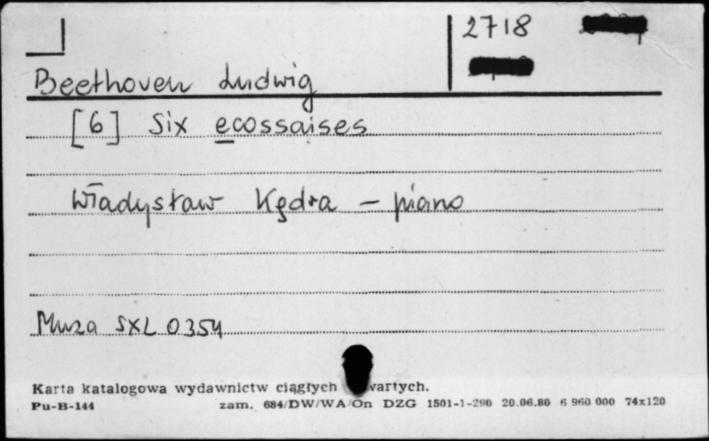 2718
Beethoven Ludwig
[6] Six ecossaises
Władysław Kędra – piano
Muza SXL 0354
Karta katalogowa wydawnictw ciągłych wartych.
Pu-B-144 zam. 684/DW/WA/On DZG 1501-1-290 20.06.80 6 960 000 74x120